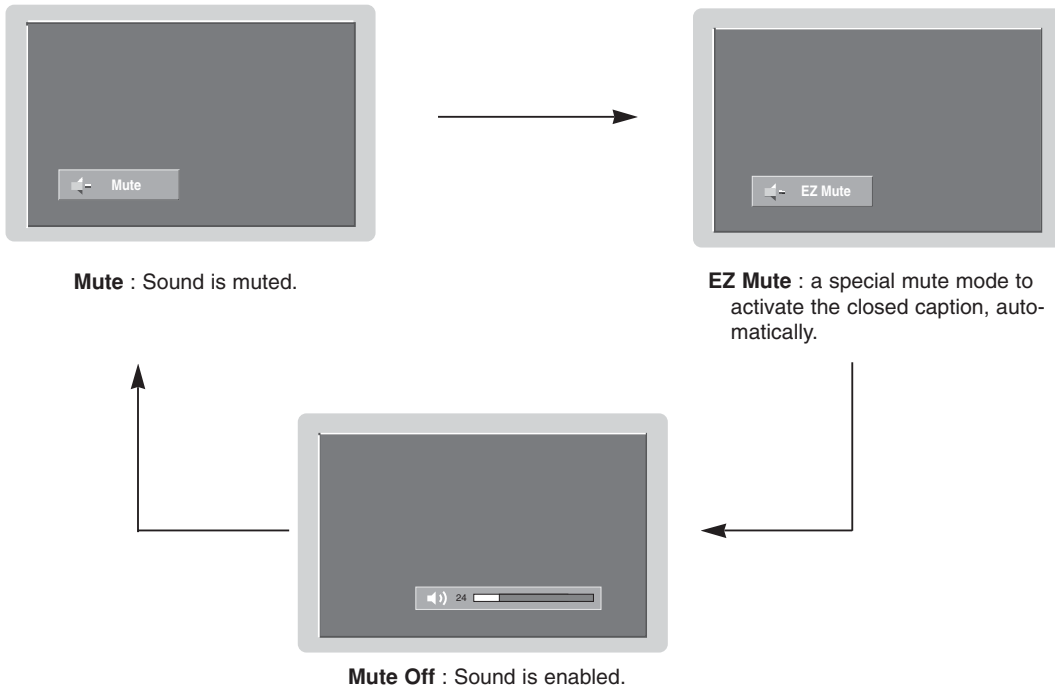 Mute
EZ Mute
Mute : Sound is muted.
EZ Mute : a special mute mode to
activate the closed caption, auto-
matically.
24
Mute Off : Sound is enabled.